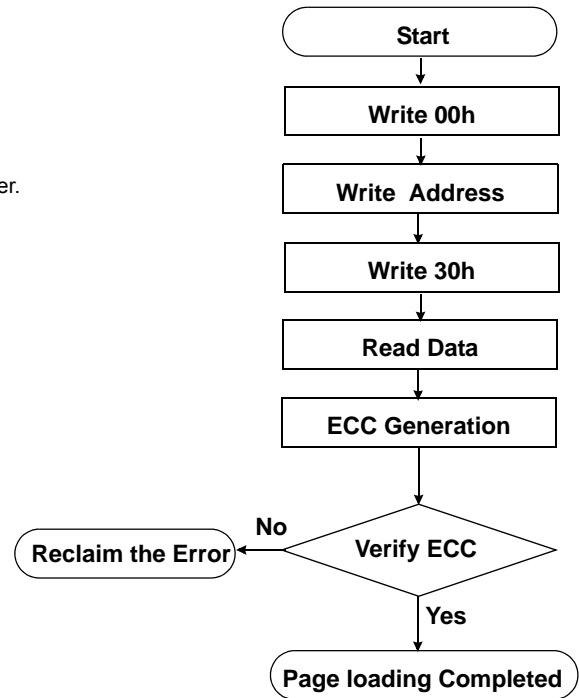 Start
Write 00h
er.
Write Address
Write 30h
Read Data
ECC Generation
No
Reclaim the Error
Verify ECC
Yes
Page loading Completed